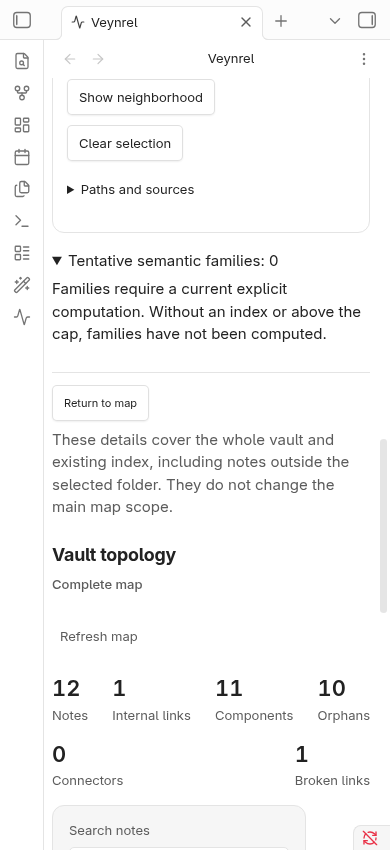 Veynrel
Veynrel
Show neighborhood
Clear selection
Paths and sources
Tentative semantic families: 0
Families require a current explicit
computation. Without an index or above the
cap, families have not been computed.
Return to map
These details cover the whole vault and
existing index, including notes outside the
selected folder. They do not change the
main map scope.
Vault topology
Complete map
Refresh map
12 1 11 10
Notes Internal links Components Orphans
0 1
Connectors Broken links
Search notes